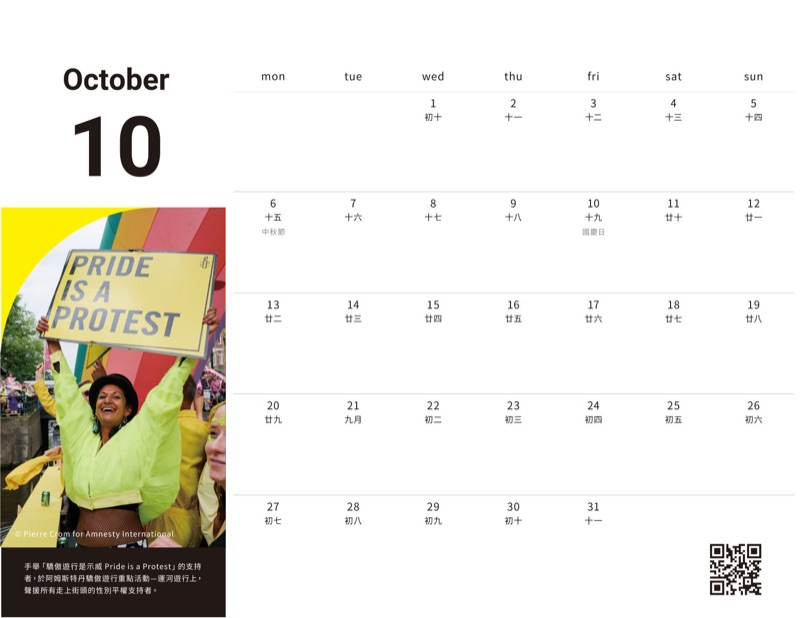 October
10
mon tue wed thu fri sat sun
1 2 3 4 5
初十 十一 十二 十三 十四
6 7 8 9 10 11 12
十五 十六 十七 十八 十九 廿十 廿一
中秋節 國慶日
13 14 15 16 17 18 19
廿二 廿三 廿四 廿五 廿六 廿七 廿八
20 21 22 23 24 25 26
廿九 九月 初二 初三 初四 初五 初六
27 28 29 30 31
初七 初八 初九 初十 十一
PRIDE
IS A
PROTEST
© Pierre Crom for Amnesty International
手舉「驕傲遊行是示威 Pride is a Protest」的支持
者，於阿姆斯特丹驕傲遊行重點活動—運河遊行上，
聲援所有走上街頭的性別平權支持者。